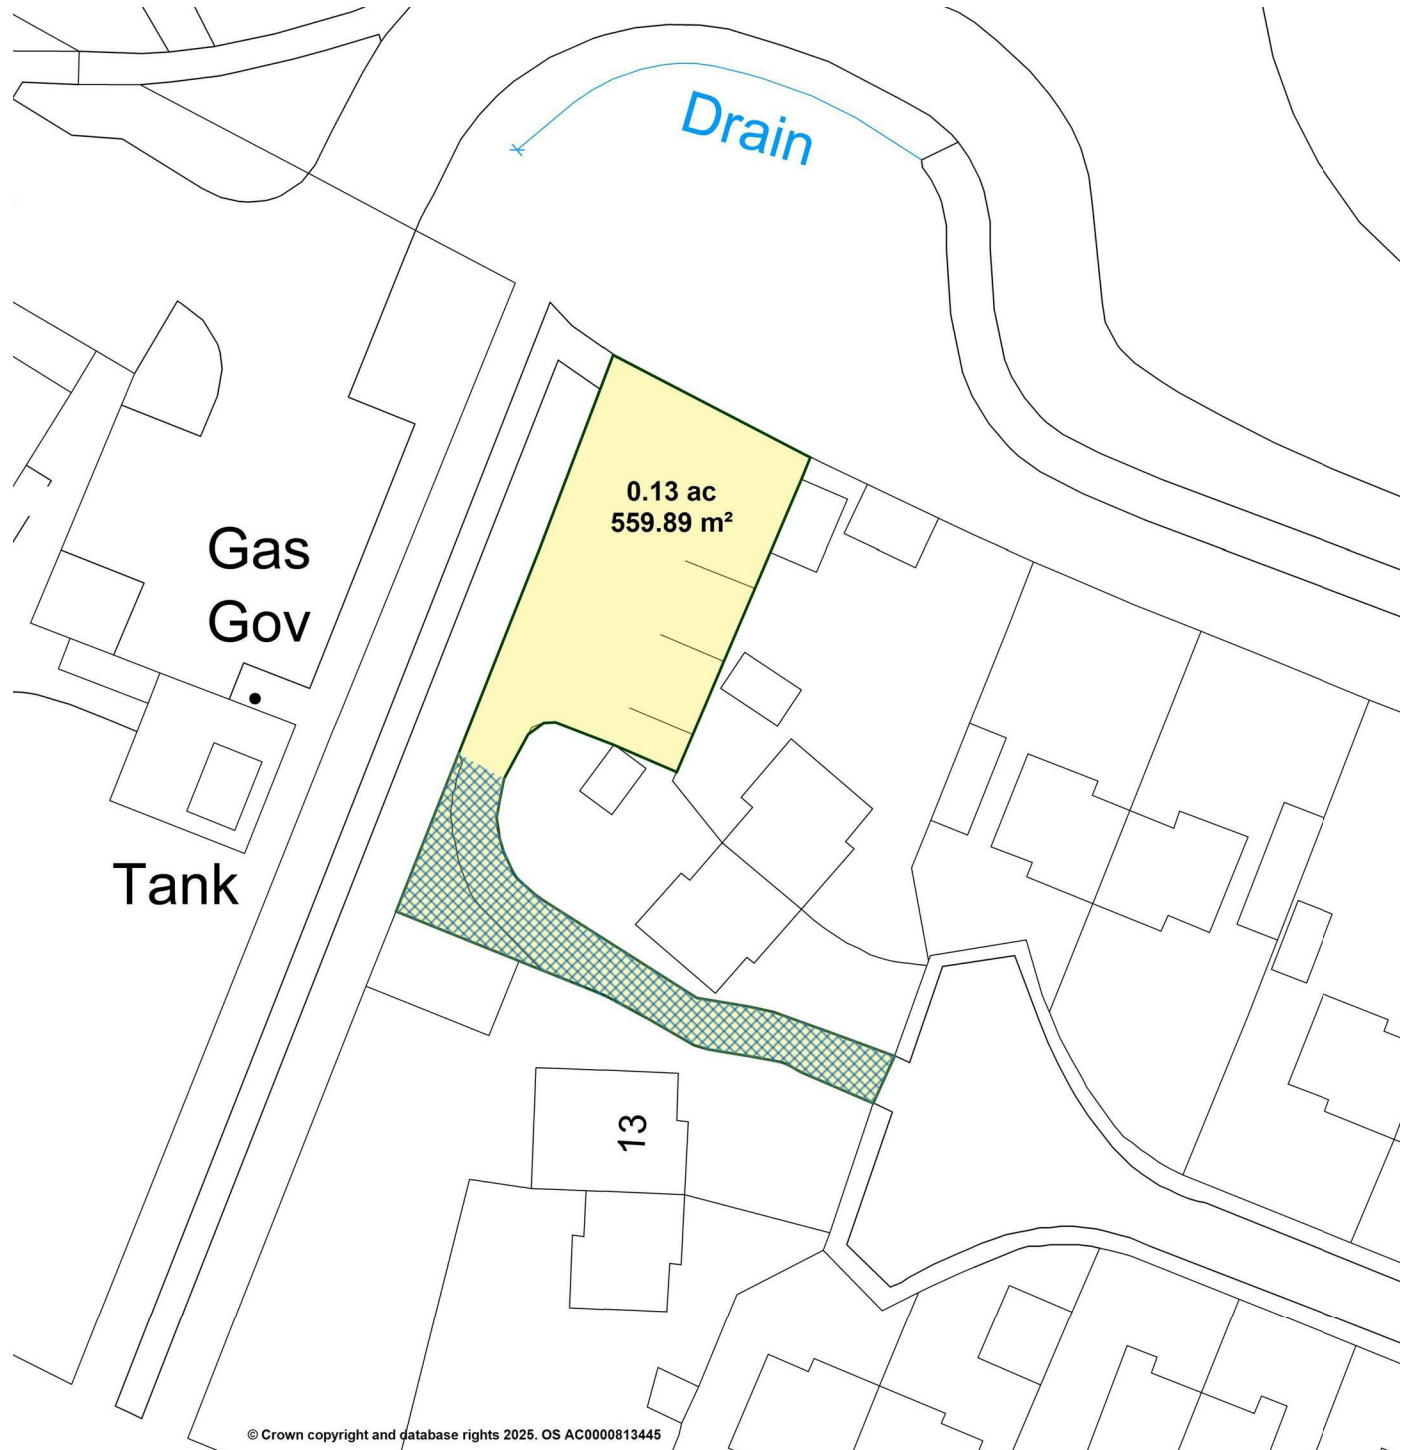 Drain
0.13 ac
559.89 m²
Gas
Gov
Tank
13
© Crown copyright and database rights 2025. OS AC0000813445